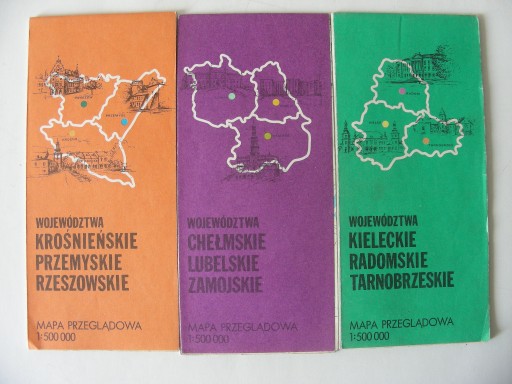 WOJEWÓDZTWA
KROŚNIEŃSKIE
PRZEMYSKIE
RZESZOWSKIE
MAPA PRZEGLĄDOWA
1:500 000
WOJEWÓDZTWA
CHEŁMSKIE
LUBELSKIE
ZAMOJSKIE
MAPA PRZEGLĄDOWA
1:500 000
WOJEWÓDZTWA
KIELECKIE
RADOMSKIE
TARNOBRZESKIE
MAPA PRZEGLĄDOWA
1:500 000